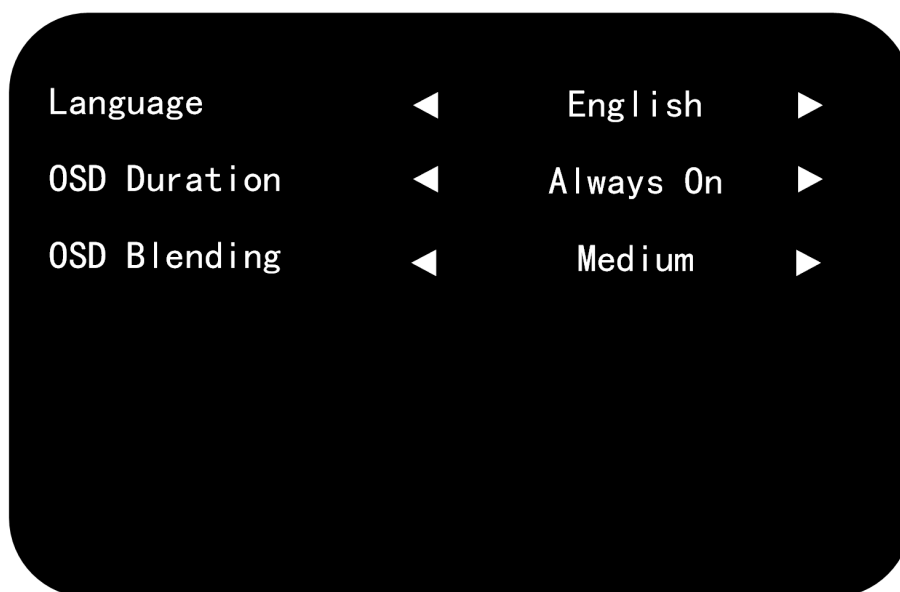 Language ◀ English ▶
OSD Duration ◀ Always On ▶
OSD Blending ◀ Medium ▶